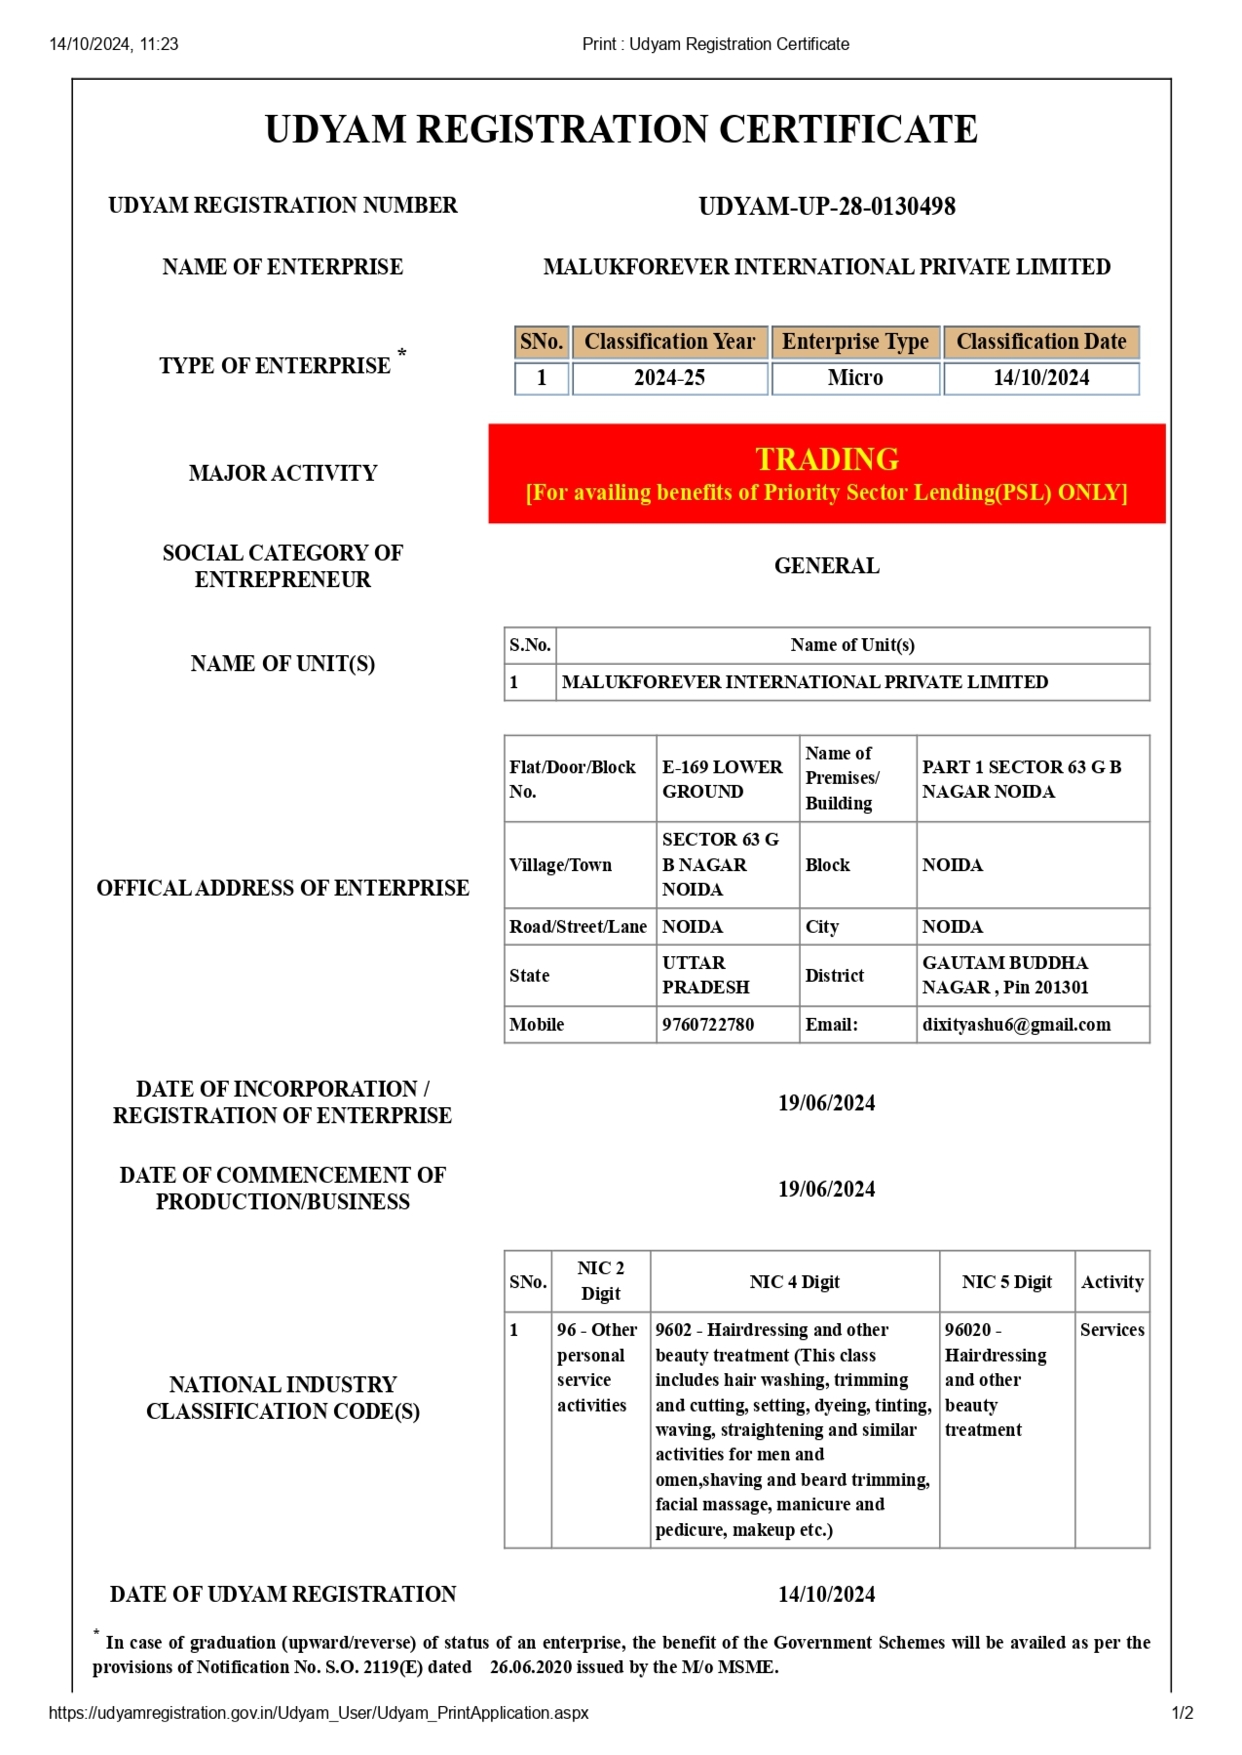 14/10/2024, 11:23 Print : Udyam Registration Certificate
UDYAM REGISTRATION CERTIFICATE
UDYAM REGISTRATION NUMBER UDYAM-UP-28-0130498
NAME OF ENTERPRISE MALUKFOREVER INTERNATIONAL PRIVATE LIMITED
TYPE OF ENTERPRISE *
SNo. Classification Year Enterprise Type Classification Date
1 2024-25 Micro 14/10/2024
MAJOR ACTIVITY
TRADING
[For availing benefits of Priority Sector Lending(PSL) ONLY]
SOCIAL CATEGORY OF
ENTREPRENEUR
GENERAL
NAME OF UNIT(S)
S.No. Name of Unit(s)
1 MALUKFOREVER INTERNATIONAL PRIVATE LIMITED
OFFICAL ADDRESS OF ENTERPRISE
Flat/Door/Block
No.
E-169 LOWER
GROUND
Name of
Premises/
Building
PART 1 SECTOR 63 G B
NAGAR NOIDA
Village/Town
SECTOR 63 G
B NAGAR
NOIDA
Block
NOIDA
Road/Street/Lane NOIDA City NOIDA
State
UTTAR
PRADESH
District
GAUTAM BUDDHA
NAGAR , Pin 201301
Mobile 9760722780 Email: dixityashu6@gmail.com
DATE OF INCORPORATION /
REGISTRATION OF ENTERPRISE
19/06/2024
DATE OF COMMENCEMENT OF
PRODUCTION/BUSINESS
19/06/2024
NATIONAL INDUSTRY
CLASSIFICATION CODE(S)
SNo.
NIC 2
Digit
NIC 4 Digit
NIC 5 Digit
Activity
1
96 - Other
personal
service
activities
9602 - Hairdressing and other
beauty treatment (This class
includes hair washing, trimming
and cutting, setting, dyeing, tinting,
waving, straightening and similar
activities for men and
omen,shaving and beard trimming,
facial massage, manicure and
pedicure, makeup etc.)
96020 -
Hairdressing
and other
beauty
treatment
Services
DATE OF UDYAM REGISTRATION 14/10/2024
* In case of graduation (upward/reverse) of status of an enterprise, the benefit of the Government Schemes will be availed as per the
provisions of Notification No. S.O. 2119(E) dated 26.06.2020 issued by the M/o MSME.
https://udyamregistration.gov.in/Udyam_User/Udyam_PrintApplication.aspx 1/2